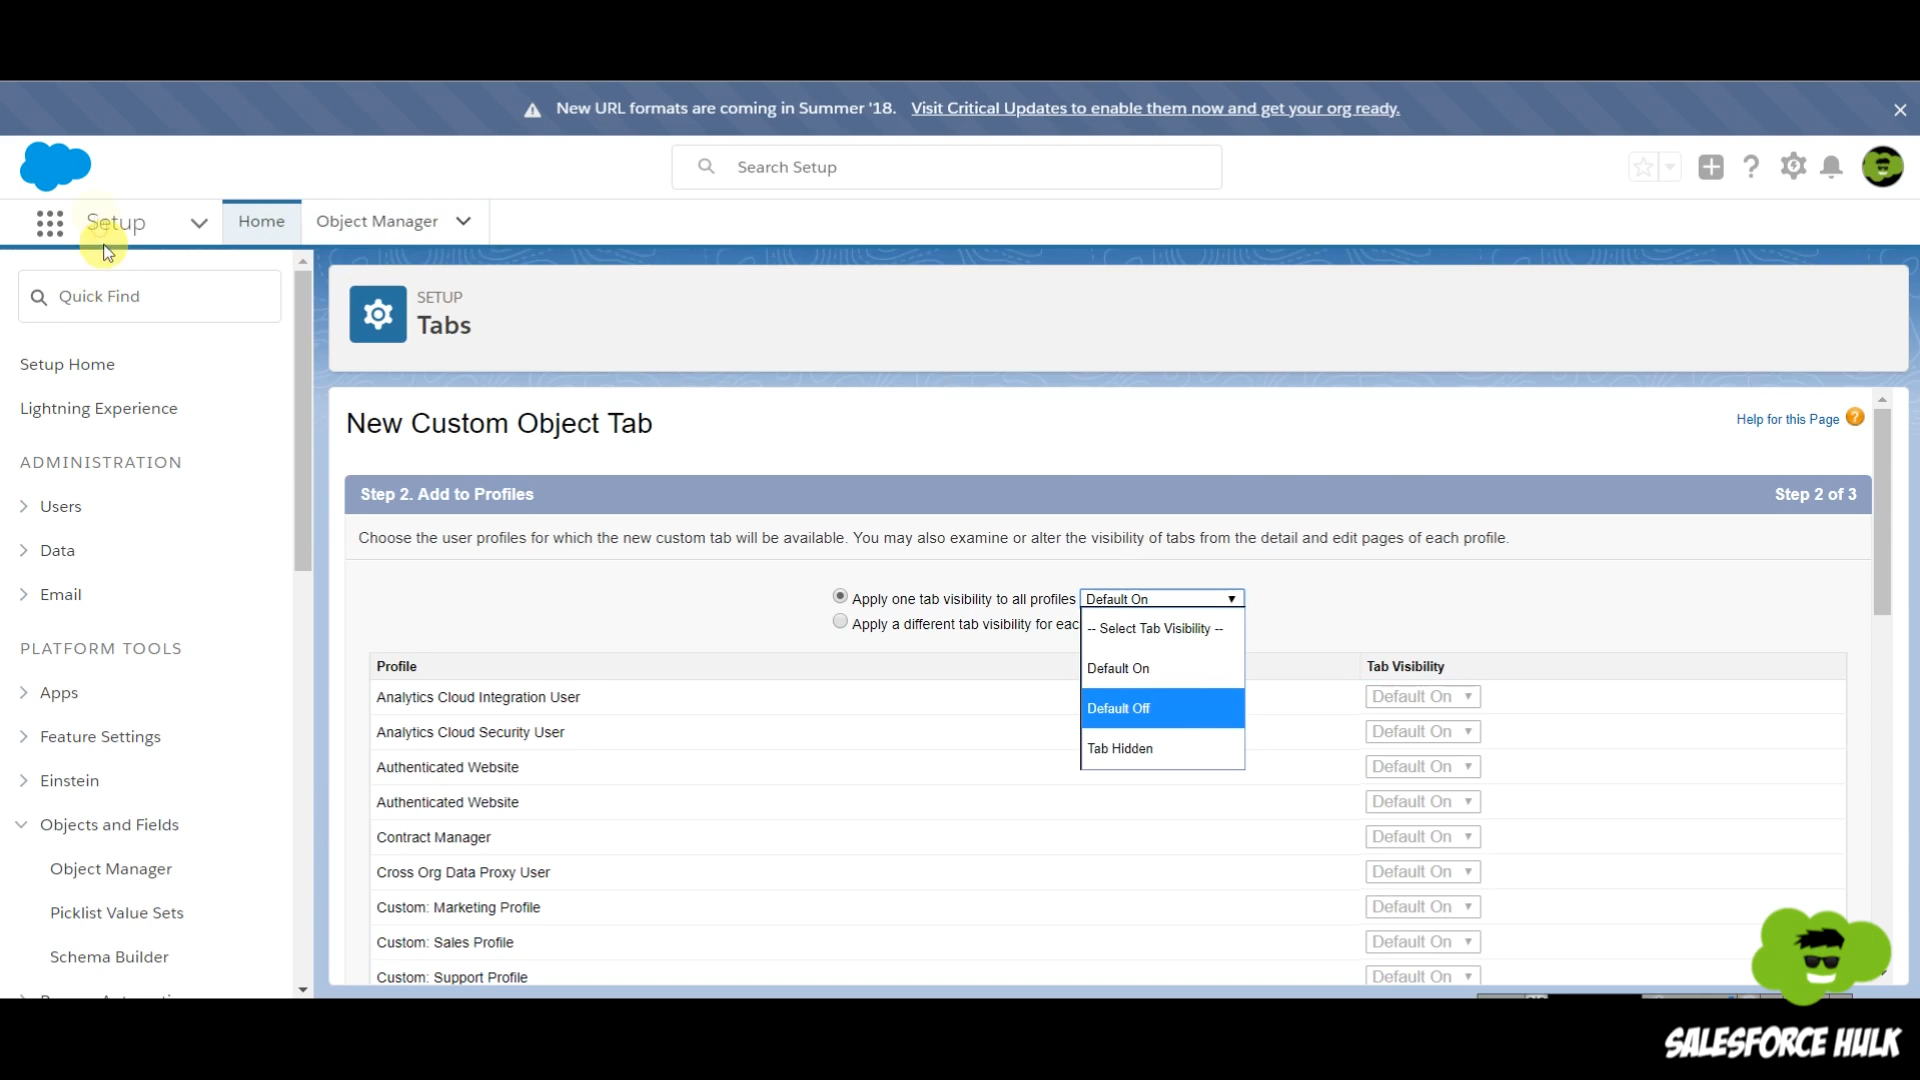 New URL formats are coming in Summer '18. Visit Critical Updates to enable them now and get your org ready.
Search Setup
Setup
Home
Object Manager
Quick Find
SETUP
Tabs
Setup Home
Lightning Experience
ADMINISTRATION
Users
Data
Email
PLATFORM TOOLS
Apps
Feature Settings
Einstein
Objects and Fields
Object Manager
Picklist Value Sets
Schema Builder
New Custom Object Tab
Help for this Page ?
Step 2. Add to Profiles
Step 2 of 3
Choose the user profiles for which the new custom tab will be available. You may also examine or alter the visibility of tabs from the detail and edit pages of each profile.
Apply one tab visibility to all profiles Default On
Apply a different tab visibility for eac
-- Select Tab Visibility --
Default On
Default Off
Tab Hidden
Profile Tab Visibility
Analytics Cloud Integration User Default On
Analytics Cloud Security User Default On
Authenticated Website Default On
Authenticated Website Default On
Contract Manager Default On
Cross Org Data Proxy User Default On
Custom: Marketing Profile Default On
Custom: Sales Profile Default On
Custom: Support Profile Default On
SALESFORCE HULK